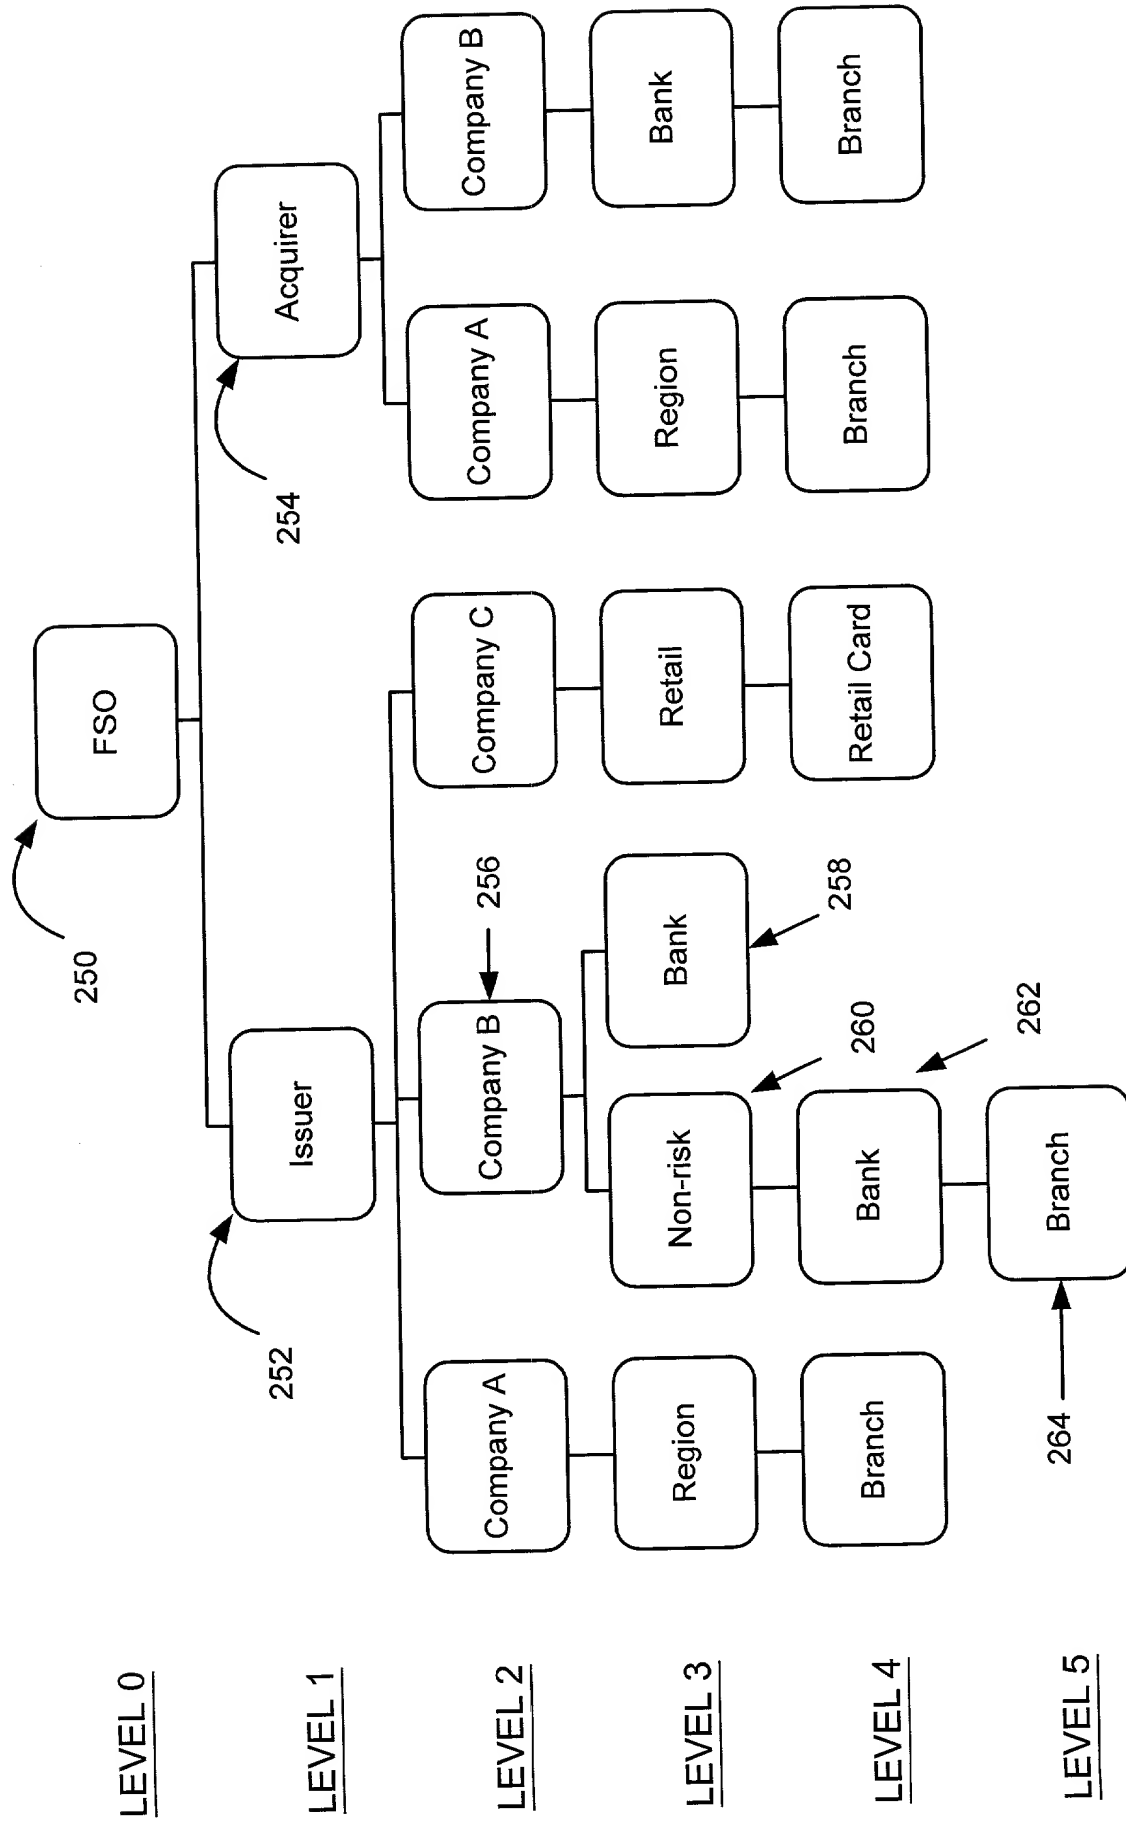 LEVEL 0
250
FSO
LEVEL 1
252
Issuer
254
Acquirer
LEVEL 2
Company A
Company B
256
Company C
Company A
Company B
LEVEL 3
Region
Non-risk
260
Bank
258
Retail
Region
Bank
LEVEL 4
Branch
Bank
262
Retail Card
Branch
Branch
LEVEL 5
264
Branch